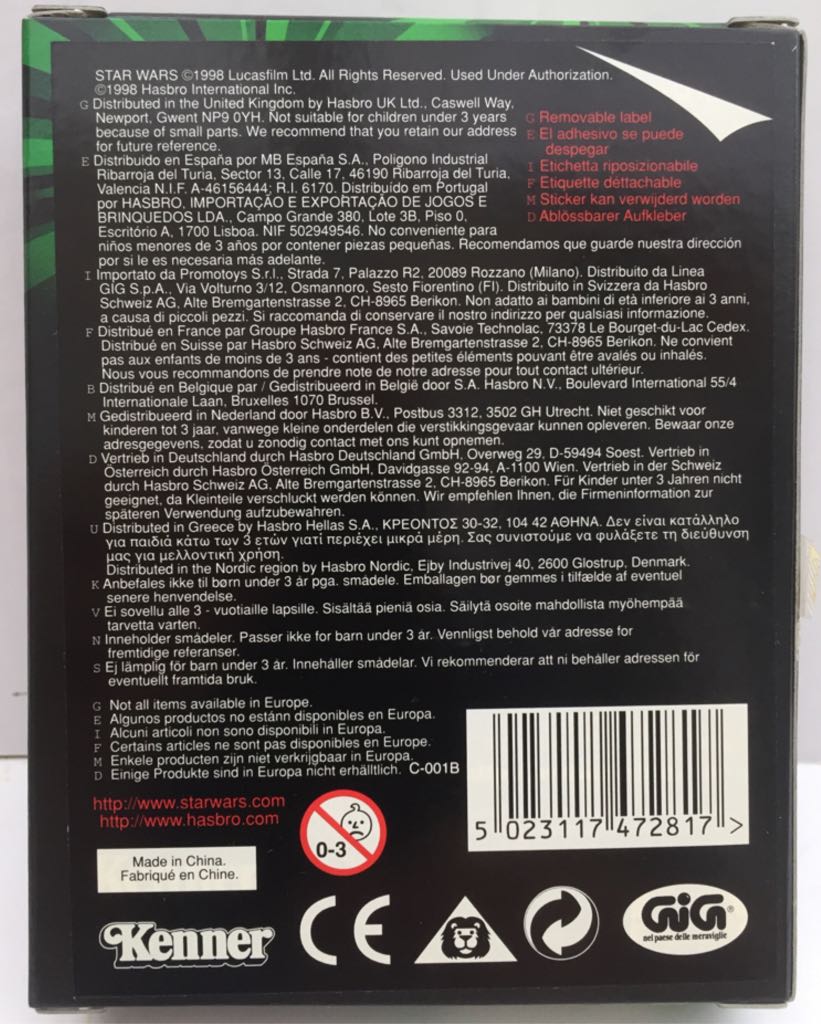 STAR WARS ©1998 Lucasfilm Ltd. All Rights Reserved. Used Under Authorization.
©1998 Hasbro International Inc.
G Distributed in the United Kingdom by Hasbro UK Ltd., Caswell Way,
Newport, Gwent NP9 0YH. Not suitable for children under 3 years
because of small parts. We recommend that you retain our address
for future reference.
G Removable label
E El adhesivo se puede
despegar
I Etichetta riposizionabile
F Etiquette déttachable
M Sticker kan verwijderd worden
D Ablössbarer Aufkleber
E Distribuido en España por MB España S.A., Poligono Industrial
Ribarroja del Turia, Sector 13, Calle 17, 46190 Ribarroja del Turia,
Valencia N.I.F. A-46156444; R.I. 6170. Distribuído em Portugal
por HASBRO, IMPORTAÇÃO E EXPORTAÇÃO DE JOGOS E
BRINQUEDOS LDA., Campo Grande 380, Lote 3B, Piso 0,
Escritório A, 1700 Lisboa. NIF 502949546. No conveniente para
niños menores de 3 años por contener piezas pequeñas. Recomendamos que guarde nuestra dirección
por si le es necesaria más adelante.
I Importato da Promotoys S.r.l., Strada 7, Palazzo R2, 20089 Rozzano (Milano). Distribuito da Linea
GIG S.p.A., Via Volturno 3/12, Osmannoro, Sesto Fiorentino (FI). Distribuito in Svizzera da Hasbro
Schweiz AG, Alte Bremgartenstrasse 2, CH-8965 Berikon. Non adatto ai bambini di età inferiore ai 3 anni,
a causa di piccoli pezzi. Si raccomanda di conservare il nostro indirizzo per qualsiasi informazione.
F Distribué en France par Groupe Hasbro France S.A., Savoie Technolac, 73378 Le Bourget-du-Lac Cedex.
Distribué en Suisse par Hasbro Schweiz AG, Alte Bremgartenstrasse 2, CH-8965 Berikon. Ne convient
pas aux enfants de moins de 3 ans - contient des petites éléments pouvant être avalés ou inhalés.
Nous vous recommandons de prendre note de notre adresse pour tout contact ultérieur.
B Distribué en Belgique par / Gedistribueerd in België door S.A. Hasbro N.V., Boulevard International 55/4
Internationale Laan, Bruxelles 1070 Brussel.
M Gedistribueerd in Nederland door Hasbro B.V., Postbus 3312, 3502 GH Utrecht. Niet geschikt voor
kinderen tot 3 jaar, vanwege kleine onderdelen die verstikkingsgevaar kunnen opleveren. Bewaar onze
adresgegevens, zodat u zonodig contact met ons kunt opnemen.
D Vertrieb in Deutschland durch Hasbro Deutschland GmbH, Overweg 29, D-59494 Soest. Vertrieb in
Österreich durch Hasbro Österreich GmbH, Davidgasse 92-94, A-1100 Wien. Vertrieb in der Schweiz
durch Hasbro Schweiz AG, Alte Bremgartenstrasse 2, CH-8965 Berikon. Für Kinder unter 3 Jahren nicht
geeignet, da Kleinteile verschluckt werden können. Wir empfehlen Ihnen, die Firmeninformation zur
späteren Verwendung aufzubewahren.
U Distributed in Greece by Hasbro Hellas S.A., ΚΡΕΟΝΤΟΣ 30-32, 104 42 ΑΘΗΝΑ. Δεν είναι κατάλληλο
για παιδιά κάτω των 3 ετών γιατί περιέχει μικρά μέρη. Σας συνιστούμε να φυλάξετε τη διεύθυνση
μας για μελλοντική χρήση.
Distributed in the Nordic region by Hasbro Nordic, Ejby Industrivej 40, 2600 Glostrup, Denmark.
K Anbefales ikke til børn under 3 år pga. smådele. Emballagen bør gemmes i tilfælde af eventuel
senere henvendelse.
V Ei sovellu alle 3 - vuotiaille lapsille. Sisältää pieniä osia. Säilytä osoite mahdollista myöhempää
tarvetta varten.
N Inneholder smådeler. Passer ikke for barn under 3 år. Vennligst behold vår adresse for
fremtidige referanser.
S Ej lämplig för barn under 3 år. Innehåller smådelar. Vi rekommenderar att ni behåller adressen för
eventuellt framtida bruk.
G Not all items available in Europe.
E Algunos productos no estánn disponibles en Europa.
I Alcuni articoli non sono disponibili in Europa.
F Certains articles ne sont pas disponibles en Europe.
M Enkele producten zijn niet verkrijgbaar in Europa.
D Einige Produkte sind in Europa nicht erhälltlich. C-001B
http://www.starwars.com
http://www.hasbro.com
0-3
5 023117 472817 >
Made in China.
Fabriqué en Chine.
Kenner
CE
GiG®
nel paese delle meraviglie